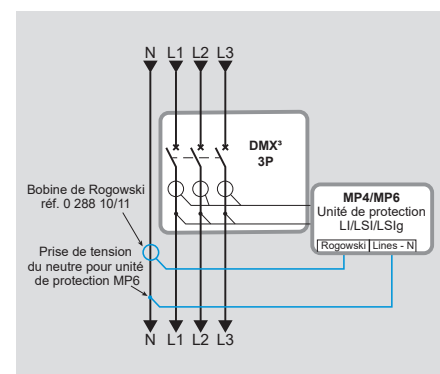 N L1 L2 L3
DMX³
3P
Bobine de Rogowski
réf. 0 288 10/11
MP4/MP6
Unité de protection
LI/LSI/LSIg
Rogowski Lines - N
Prise de tension
du neutre pour unité
de protection MP6
N L1 L2 L3